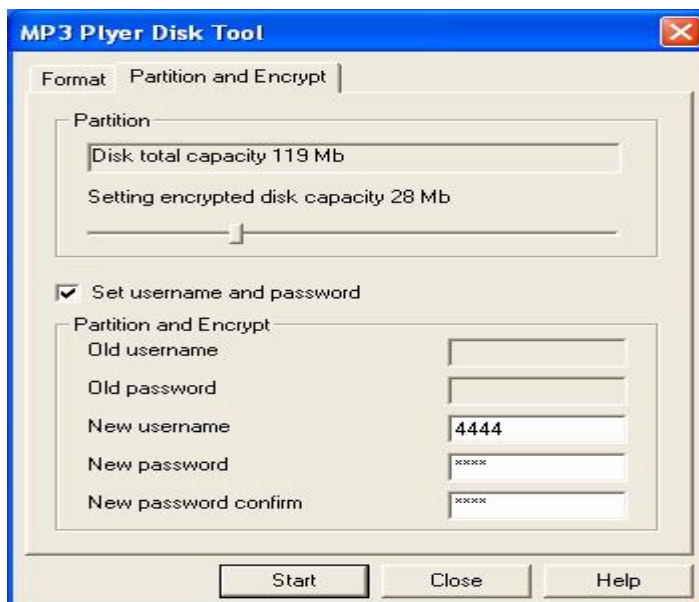 MP3 Plyer Disk Tool
Format Partition and Encrypt
Partition
Disk total capacity 119 Mb
Setting encrypted disk capacity 28 Mb
Set username and password
Partition and Encrypt
Old username
Old password
New username 4444
New password ****
New password confirm ****
Start Close Help